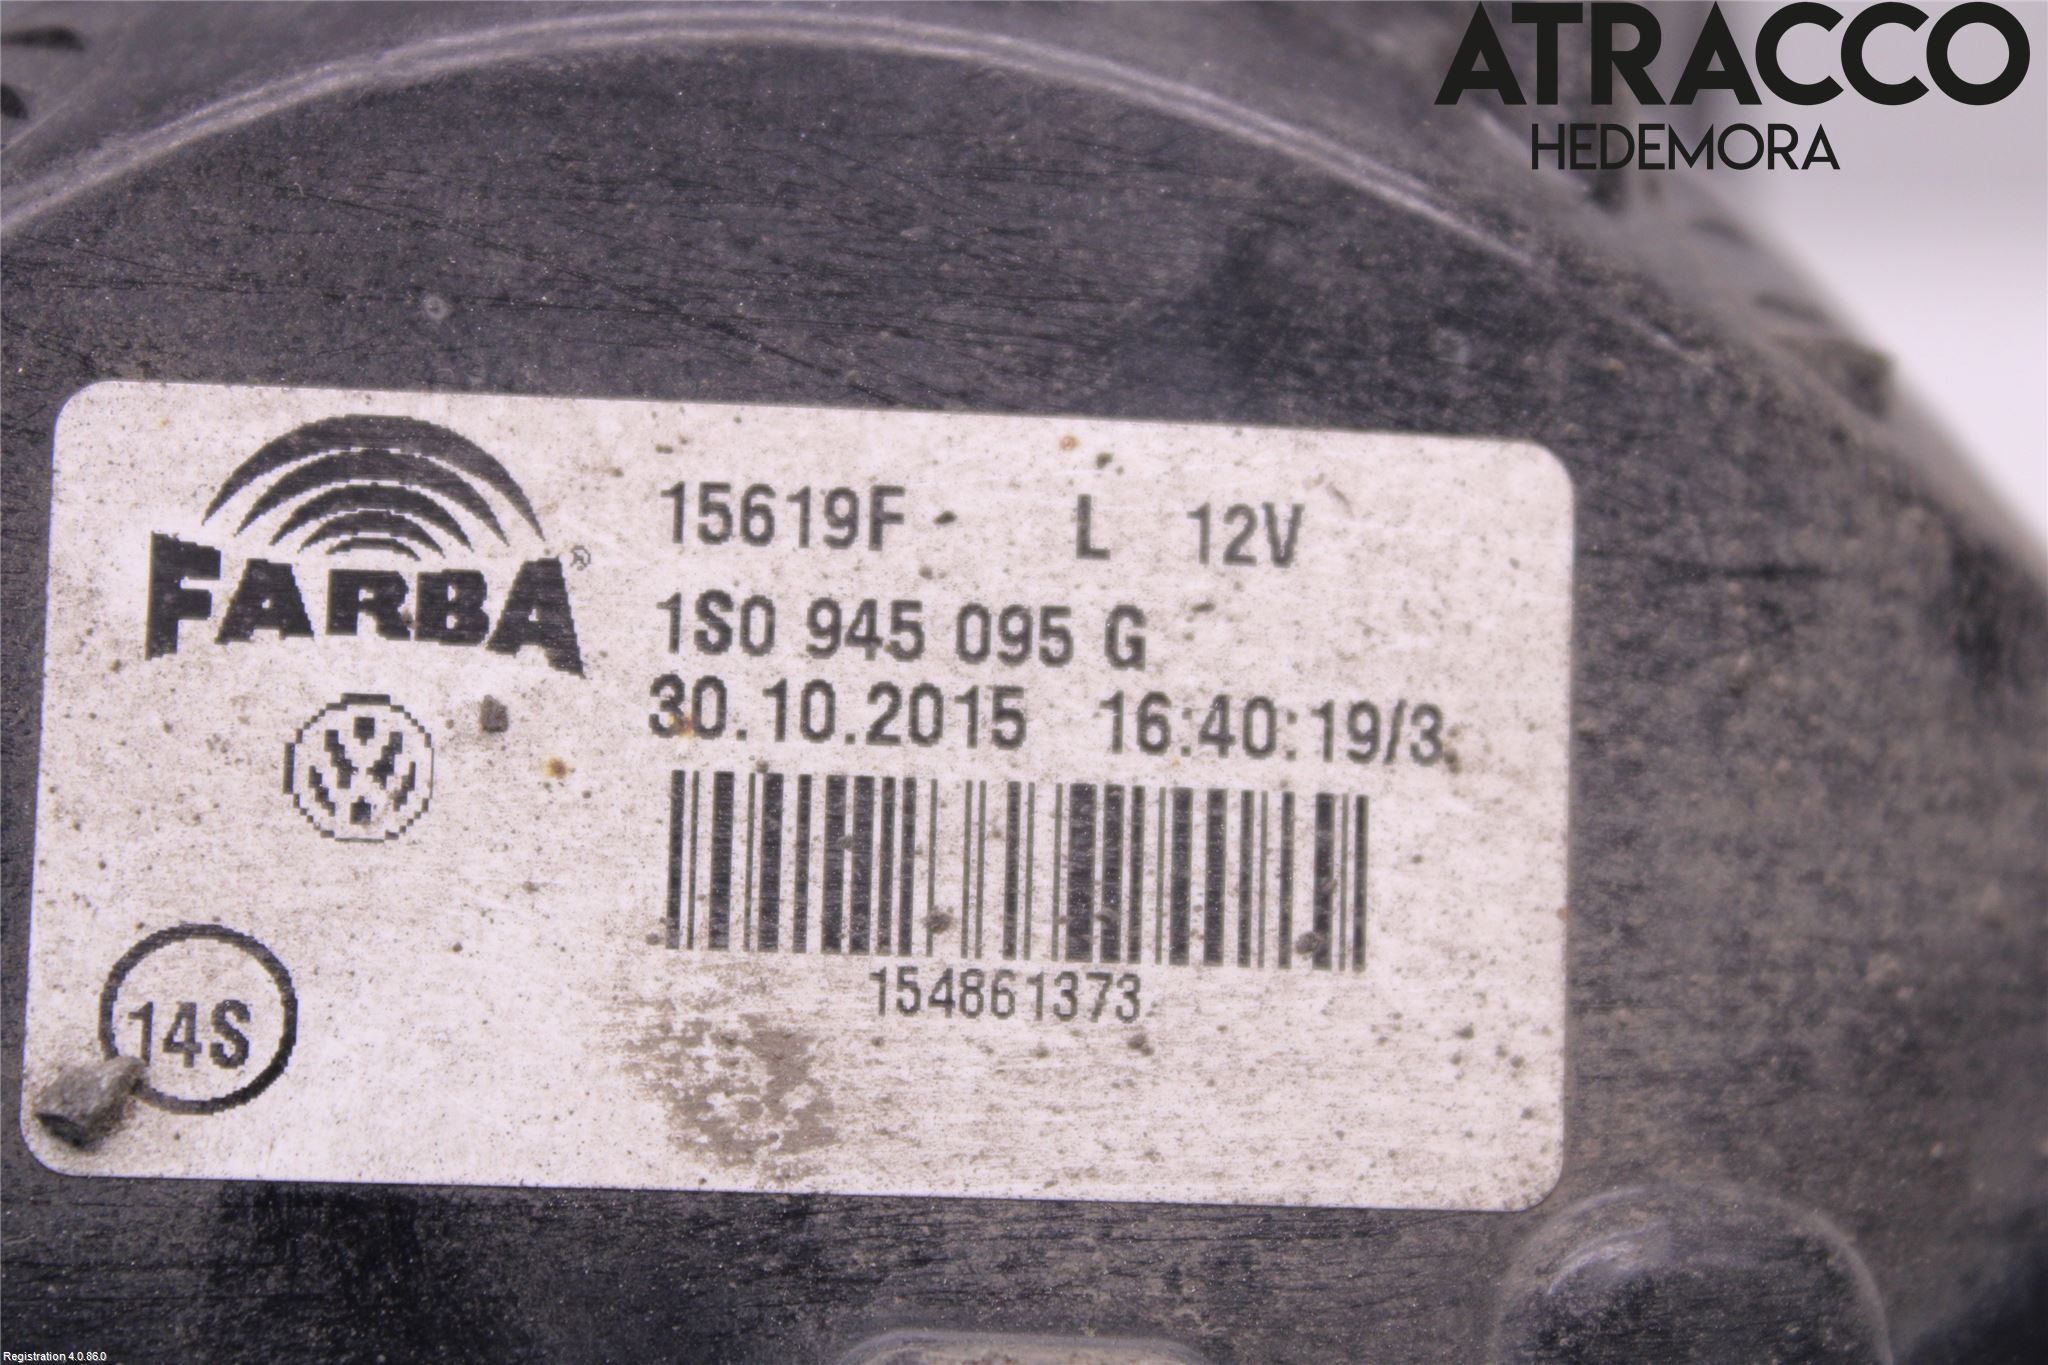 ATRACCO
HEDEMORA
FARBA®
15619F L 12V
1S0 945 095 G
30.10.2015 16:40:19/3
154861373
14S
Registration 4.0.86.0